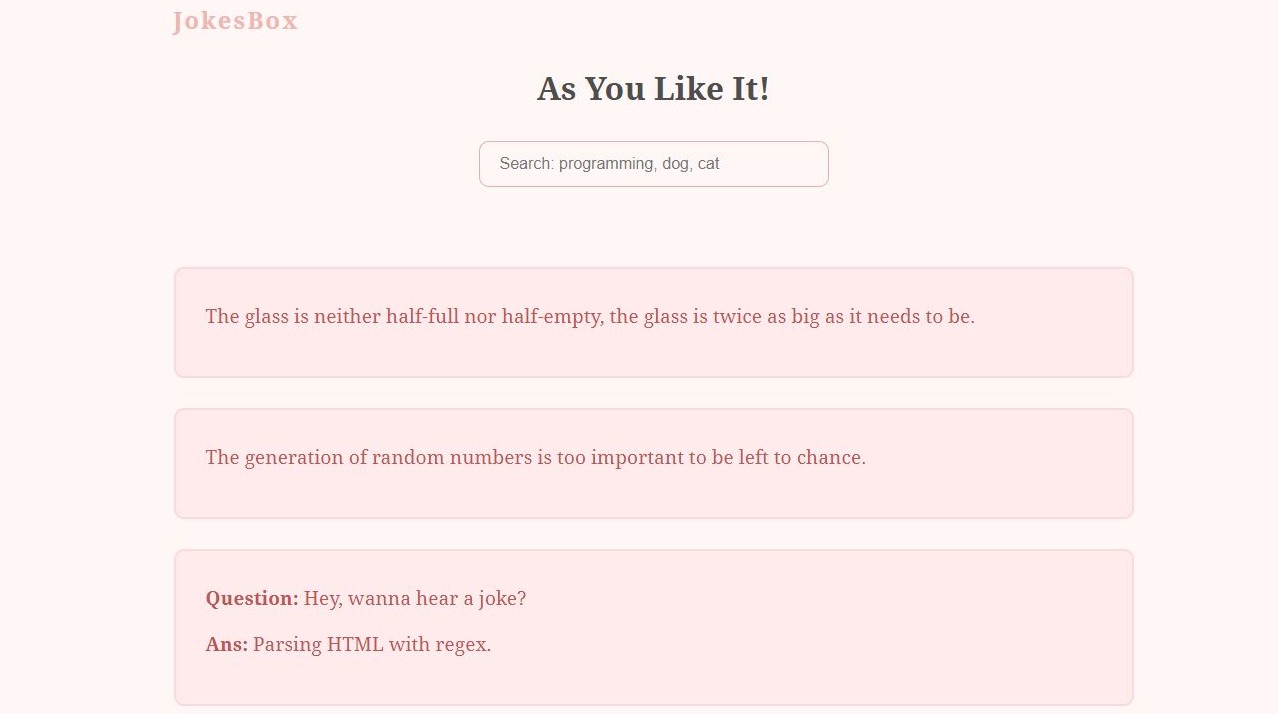 JokesBox
As You Like It!
Search: programming, dog, cat
The glass is neither half-full nor half-empty, the glass is twice as big as it needs to be.
The generation of random numbers is too important to be left to chance.
Question: Hey, wanna hear a joke?
Ans: Parsing HTML with regex.